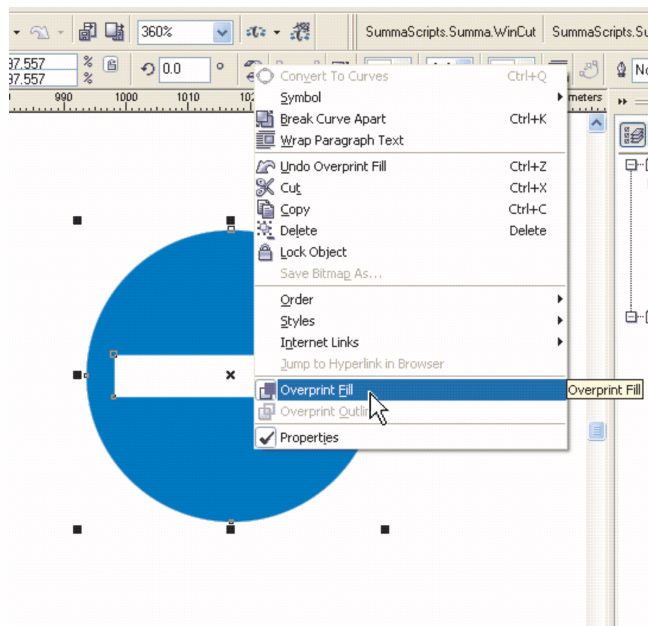 360%
SummaScripts.Summa.WinCut
SummaScripts.Su
97.557
97.557
%
%
0.0
°
No
990 1000 1010 102
meters
Convert To Curves Ctrl+Q
Symbol
Break Curve Apart Ctrl+K
Wrap Paragraph Text
Undo Overprint Fill Ctrl+Z
Cut Ctrl+X
Copy Ctrl+C
Delete Delete
Lock Object
Save Bitmap As...
Order
Styles
Internet Links
Jump to Hyperlink in Browser
Overprint Fill
Overprint Fill
Overprint Outlin
Properties